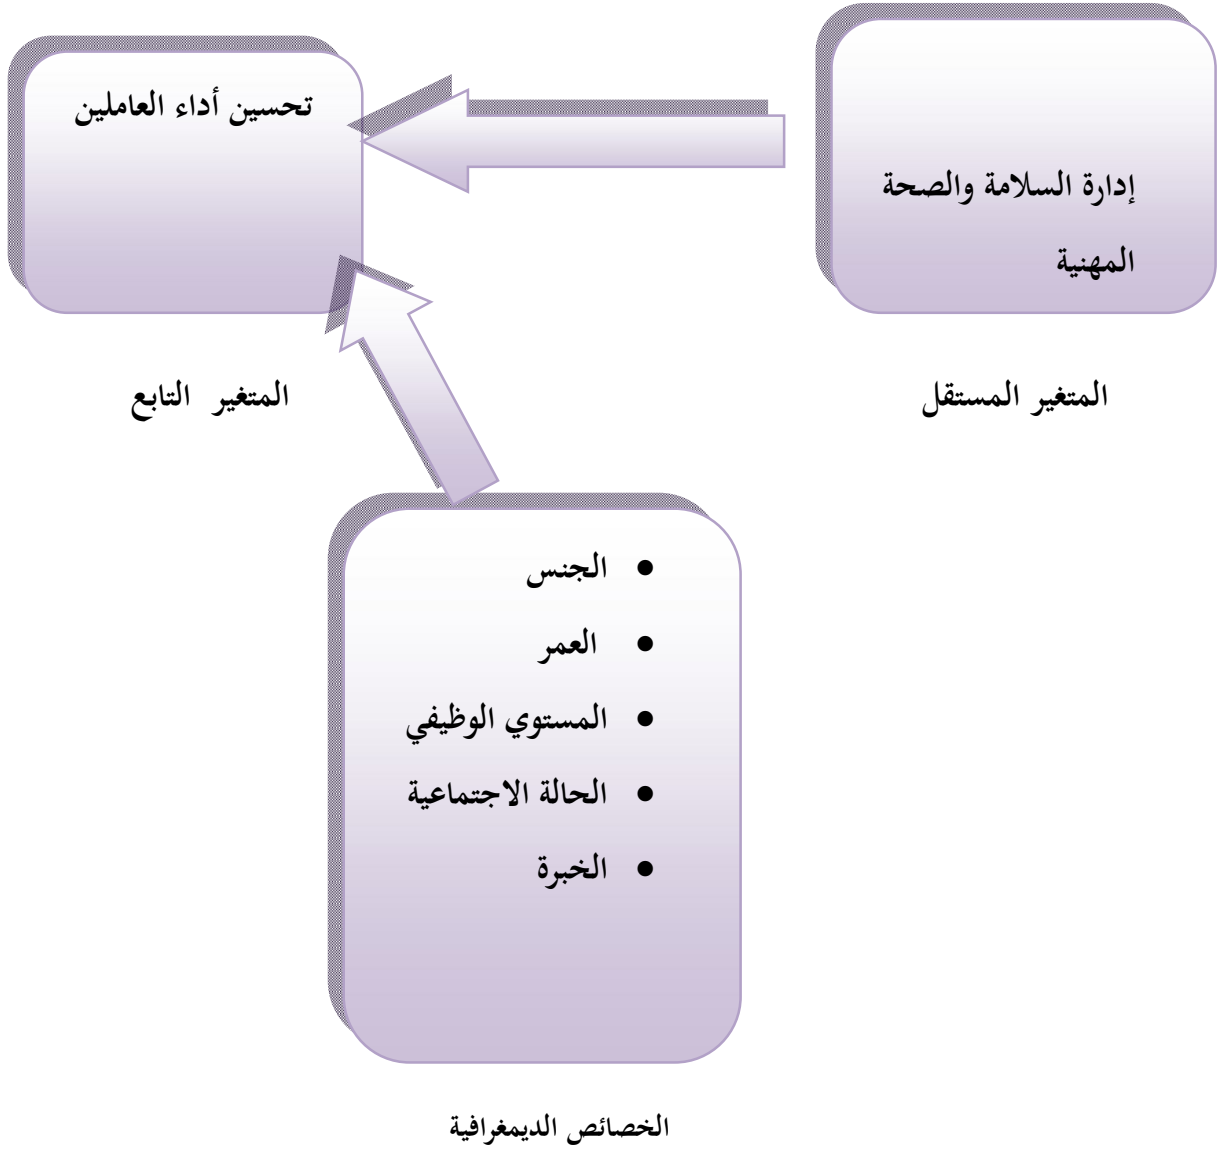 إدارة السلامة والصحة
المهنية
تحسين أداء العاملين
المتغير المستقل
المتغير التابع
• الجنس
• العمر
• المستوي الوظيفي
• الحالة الاجتماعية
• الخبرة
الخصائص الديمغرافية